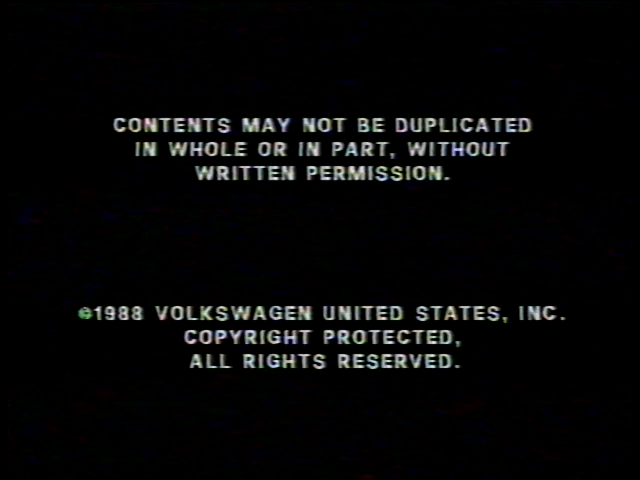 CONTENTS MAY NOT BE DUPLICATED
IN WHOLE OR IN PART, WITHOUT
WRITTEN PERMISSION.
©1988 VOLKSWAGEN UNITED STATES, INC.
COPYRIGHT PROTECTED,
ALL RIGHTS RESERVED.